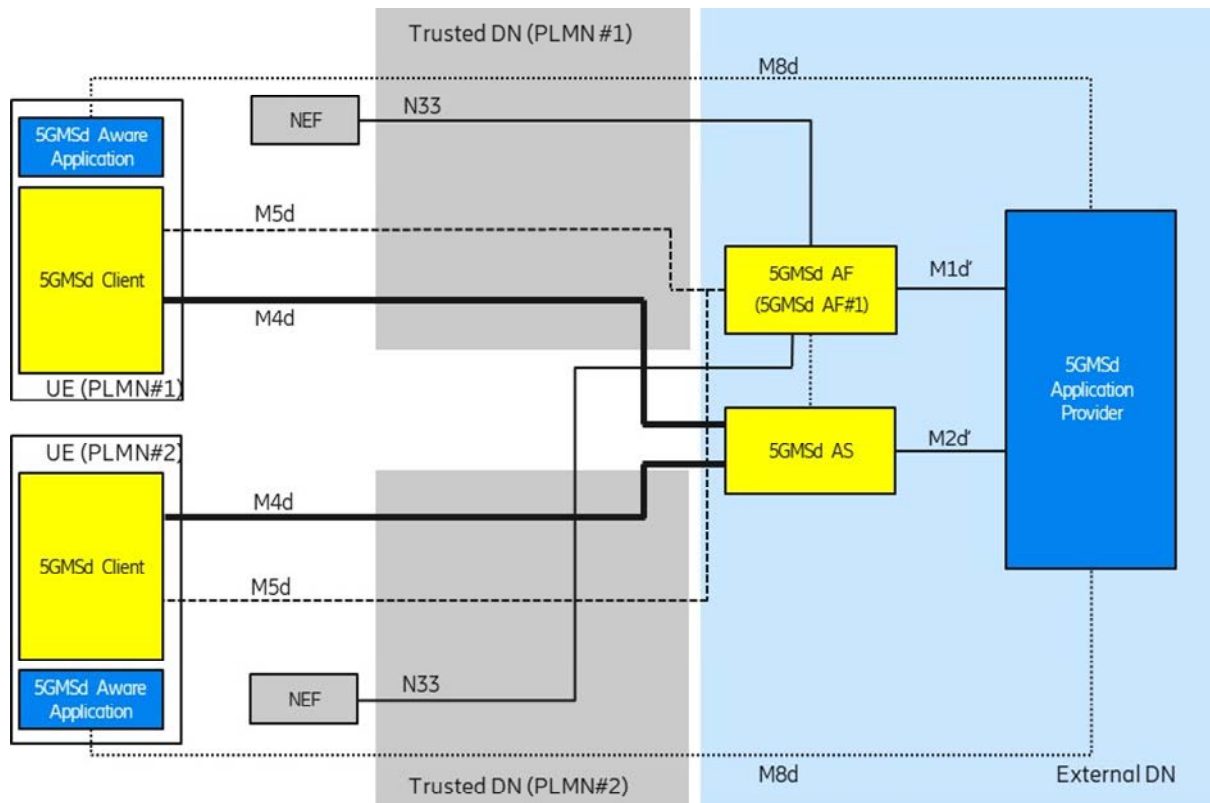 Trusted DN (PLMN #1)
M8d
5GMSd Aware
Application
NEF
N33
M5d
5GMSd Client
M4d
UE (PLMN#1)
5GMSd AF
(5GMSd AF#1)
M1d'
5GMSd
Application
Provider
5GMSd AS
M2d'
UE (PLMN#2)
M4d
5GMSd Client
M5d
5GMSd Aware
Application
NEF
N33
M8d
External DN
Trusted DN (PLMN#2)